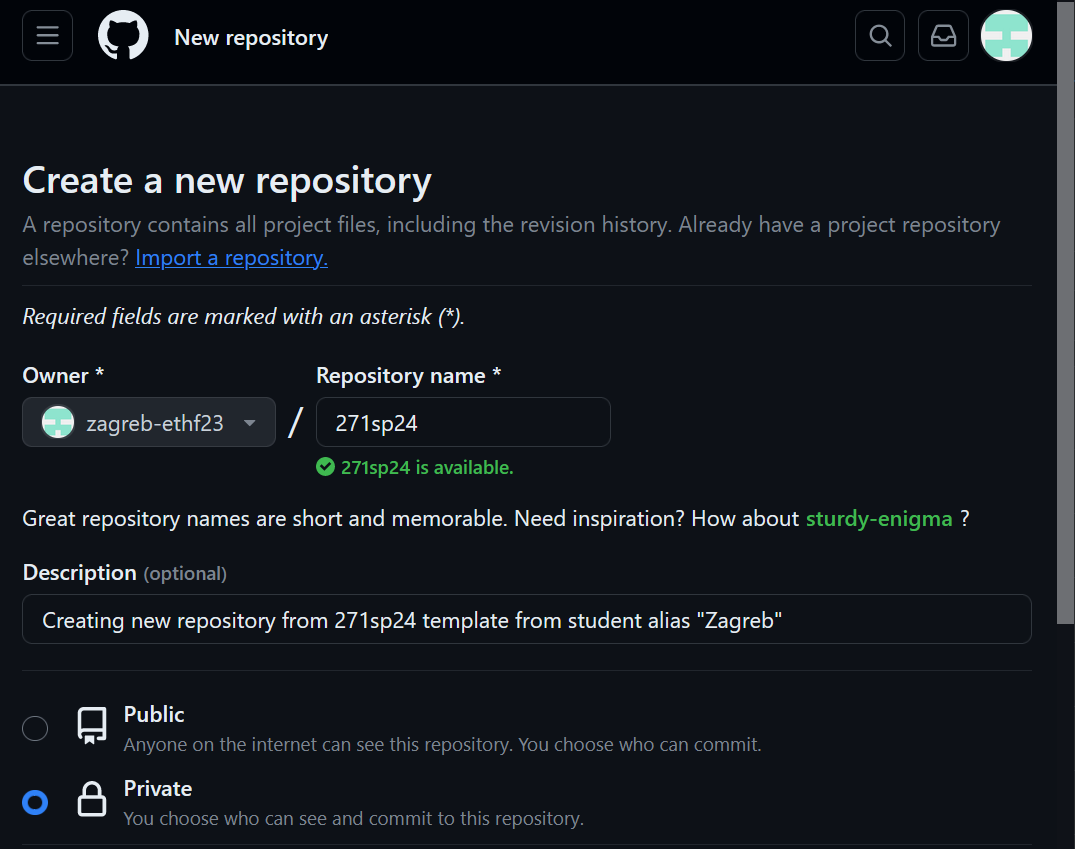 New repository
Create a new repository
A repository contains all project files, including the revision history. Already have a project repository
elsewhere? Import a repository.
Required fields are marked with an asterisk (*).
Owner * Repository name *
zagreb-ethf23 / 271sp24
271sp24 is available.
Great repository names are short and memorable. Need inspiration? How about sturdy-enigma ?
Description (optional)
Creating new repository from 271sp24 template from student alias "Zagreb"
Public
Anyone on the internet can see this repository. You choose who can commit.
Private
You choose who can see and commit to this repository.